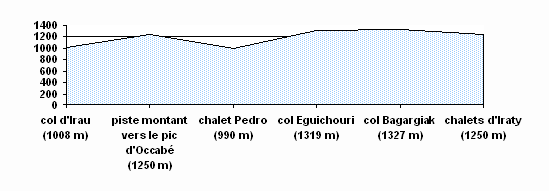 1400
1200
1000
800
600
400
200
0
col d'Irau
(1008 m)
piste montant
vers le pic
d'Occabé
(1250 m)
chalet Pedro
(990 m)
col Eguichouri
(1319 m)
col Bagargiak
(1327 m)
chalets d'Iraty
(1250 m)